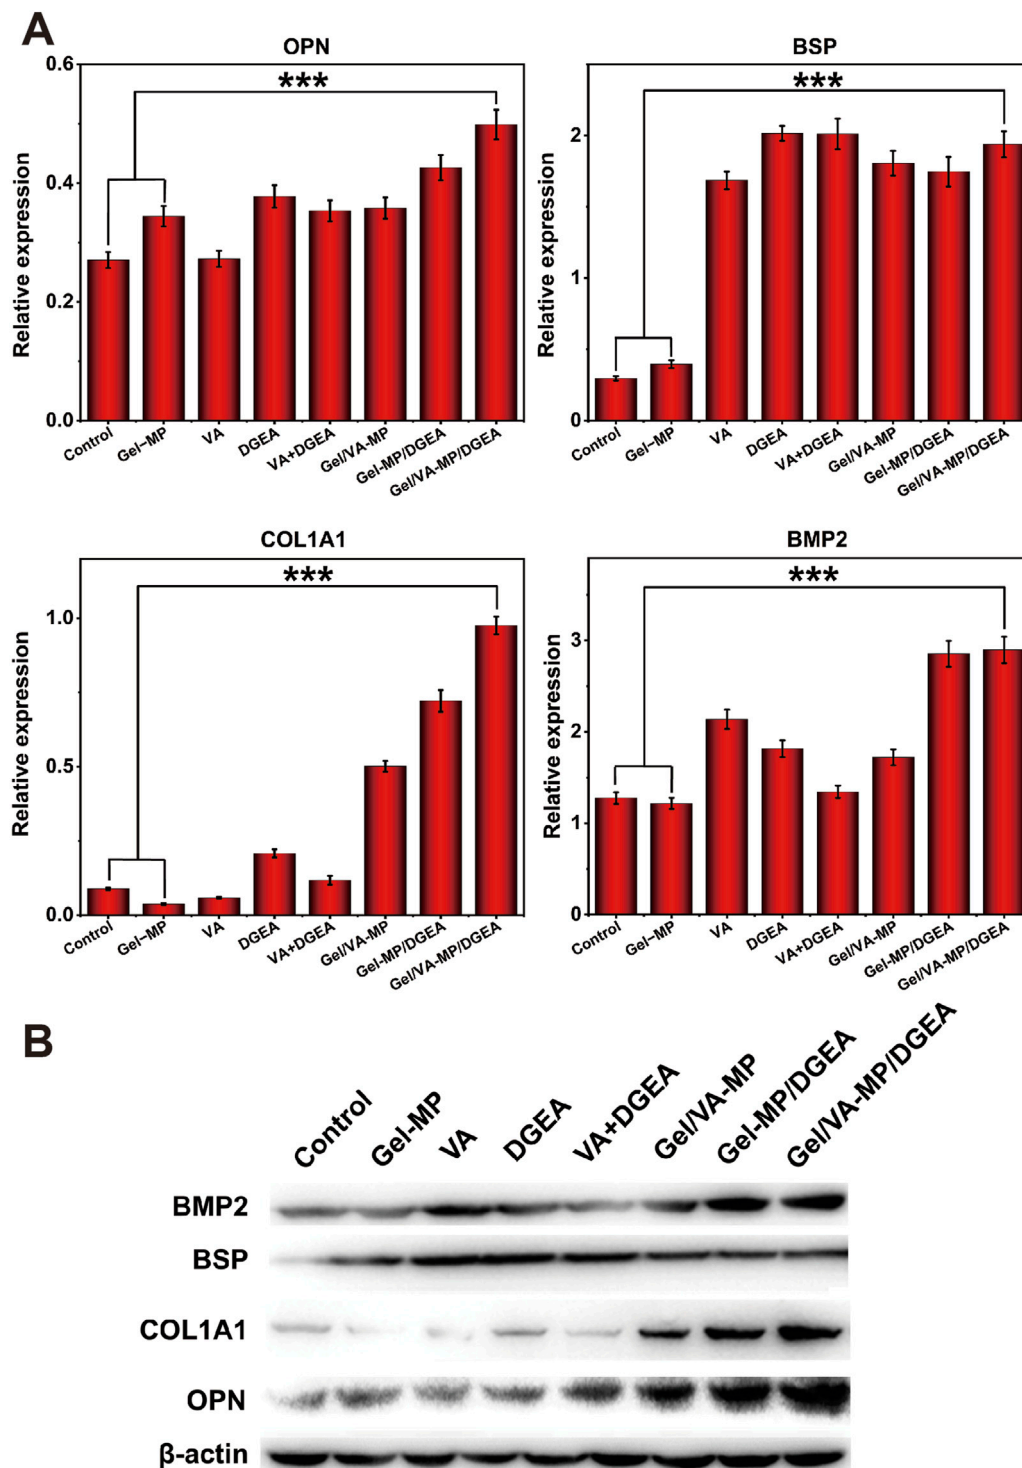 A
OPN
***
Relative expression
0.6
0.4
0.2
0.0
Control
Gel-MP
VA
DGEA
VA+DGEA
Gel/VA-MP
Gel-MP/DGEA
Gel/VA-MP/DGEA
BSP
***
Relative expression
2
1
0
Control
Gel-MP
VA
DGEA
VA+DGEA
Gel/VA-MP
Gel-MP/DGEA
Gel/VA-MP/DGEA
COL1A1
***
Relative expression
1.0
0.5
0.0
Control
Gel-MP
VA
DGEA
VA+DGEA
Gel/VA-MP
Gel-MP/DGEA
Gel/VA-MP/DGEA
BMP2
***
Relative expression
3
2
1
0
Control
Gel-MP
VA
DGEA
VA+DGEA
Gel/VA-MP
Gel-MP/DGEA
Gel/VA-MP/DGEA
B
Control
Gel-MP
VA
DGEA
VA+DGEA
Gel/VA-MP
Gel-MP/DGEA
Gel/VA-MP/DGEA
BMP2
BSP
COL1A1
OPN
β-actin